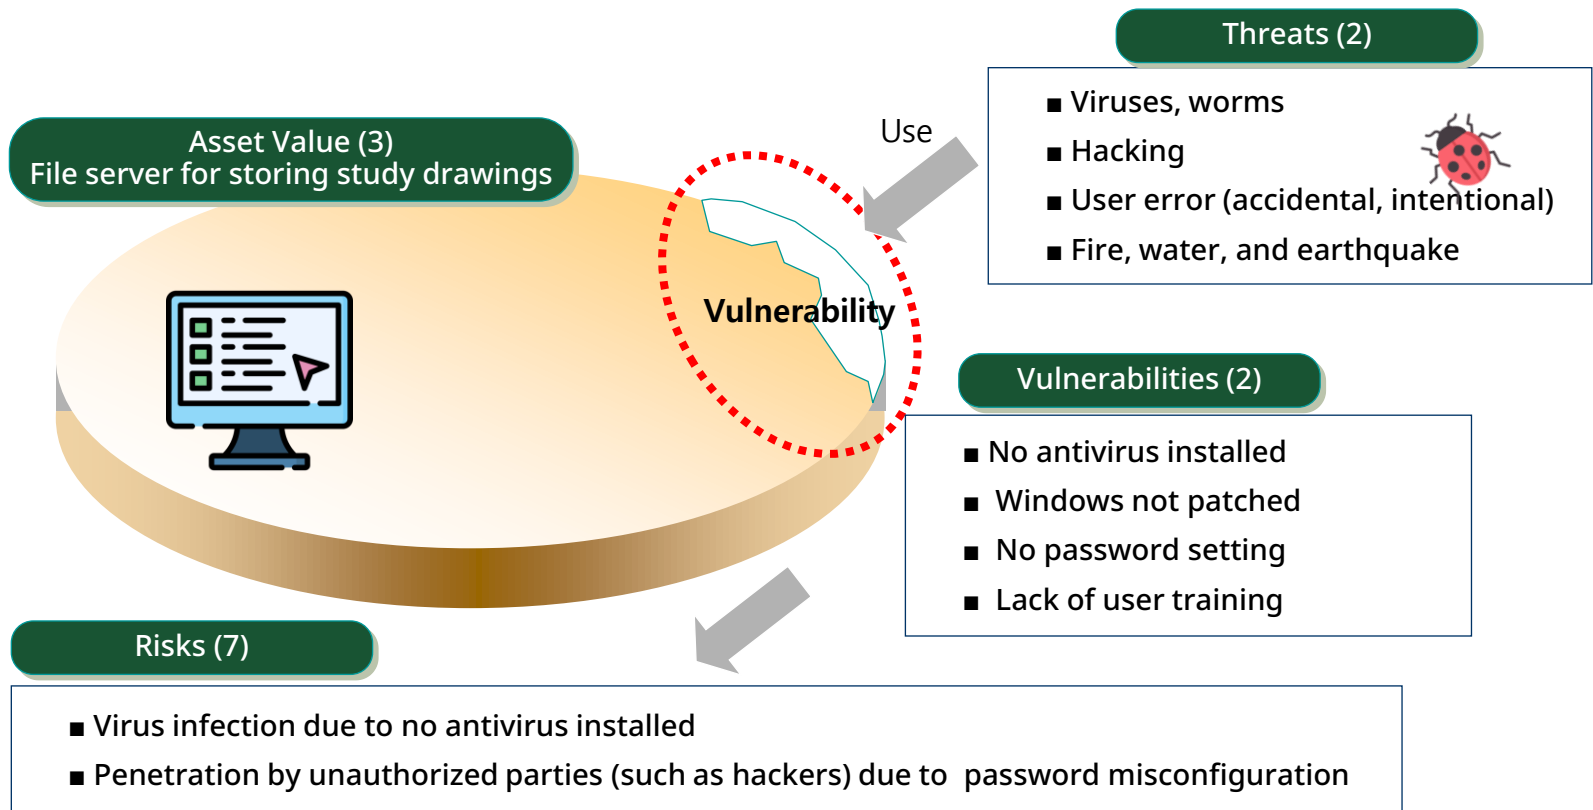 Threats (2)
■ Viruses, worms
■ Hacking
■ User error (accidental, intentional)
■ Fire, water, and earthquake
Use
Asset Value (3)
File server for storing study drawings
Vulnerability
Vulnerabilities (2)
■ No antivirus installed
■ Windows not patched
■ No password setting
■ Lack of user training
Risks (7)
■ Virus infection due to no antivirus installed
■ Penetration by unauthorized parties (such as hackers) due to password misconfiguration